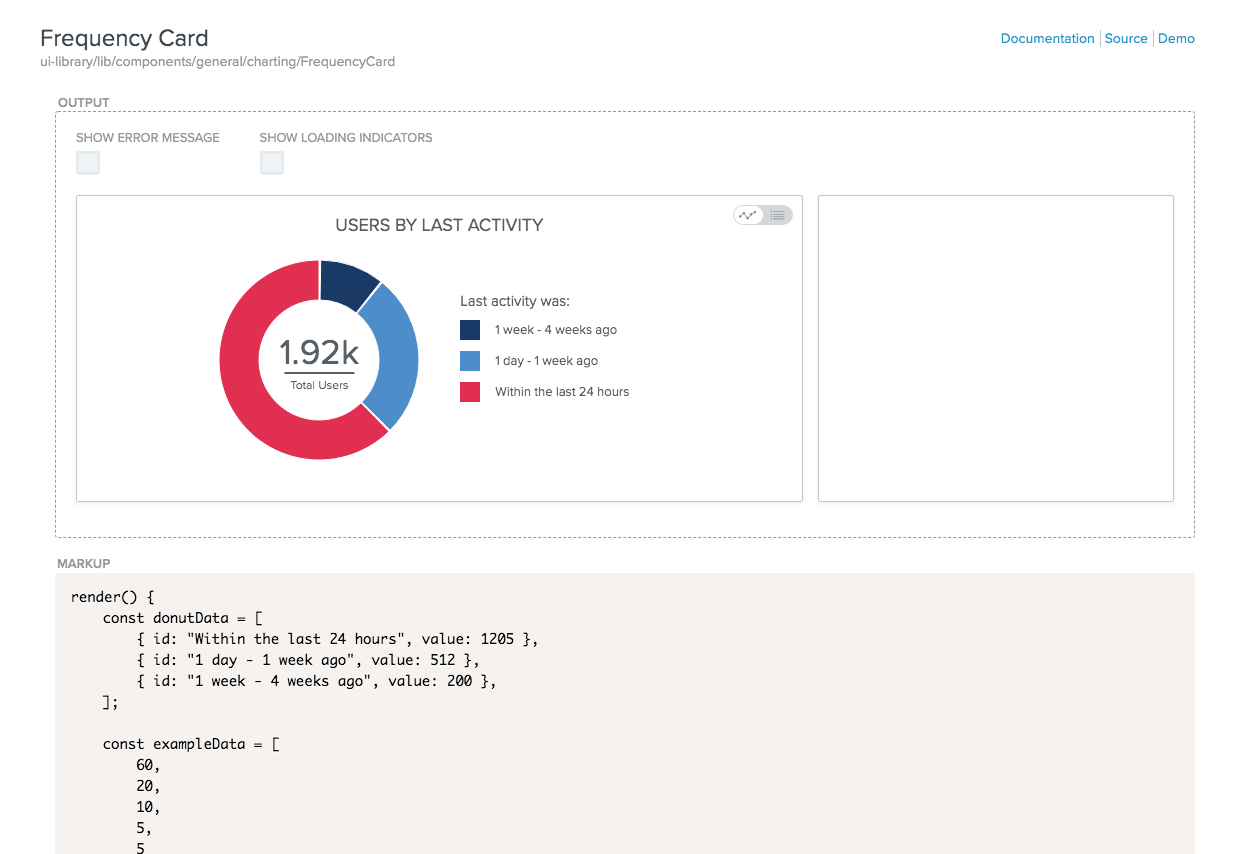 Frequency Card
Documentation Source Demo
ui-library/lib/components/general/charting/FrequencyCard
OUTPUT
SHOW ERROR MESSAGE SHOW LOADING INDICATORS
USERS BY LAST ACTIVITY
1.92k
Total Users
Last activity was:
1 week - 4 weeks ago
1 day - 1 week ago
Within the last 24 hours
MARKUP
render() {
const donutData = [
{ id: "Within the last 24 hours", value: 1205 },
{ id: "1 day - 1 week ago", value: 512 },
{ id: "1 week - 4 weeks ago", value: 200 },
];
const exampleData = [
60,
20,
10,
5,
5